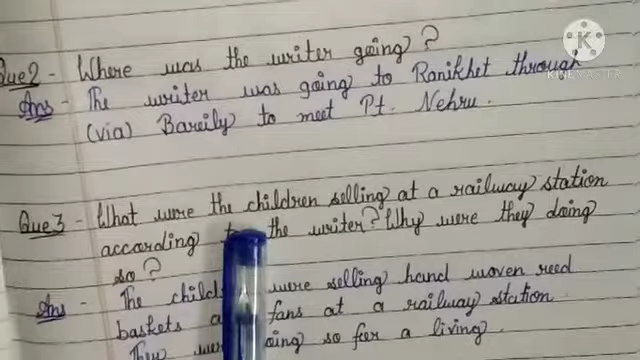 KINEMASTER
Que2 - Where was the writer going?
Ans - The writer was going to Ranikhet through
(via) Bareily to meet Pt. Nehru.
Que3 - What were the children selling at a railway station
according to the writer? Why were they doing
so?
Ans - The were selling hand woven reed
baskets fans at a railway station.
They so for a living.